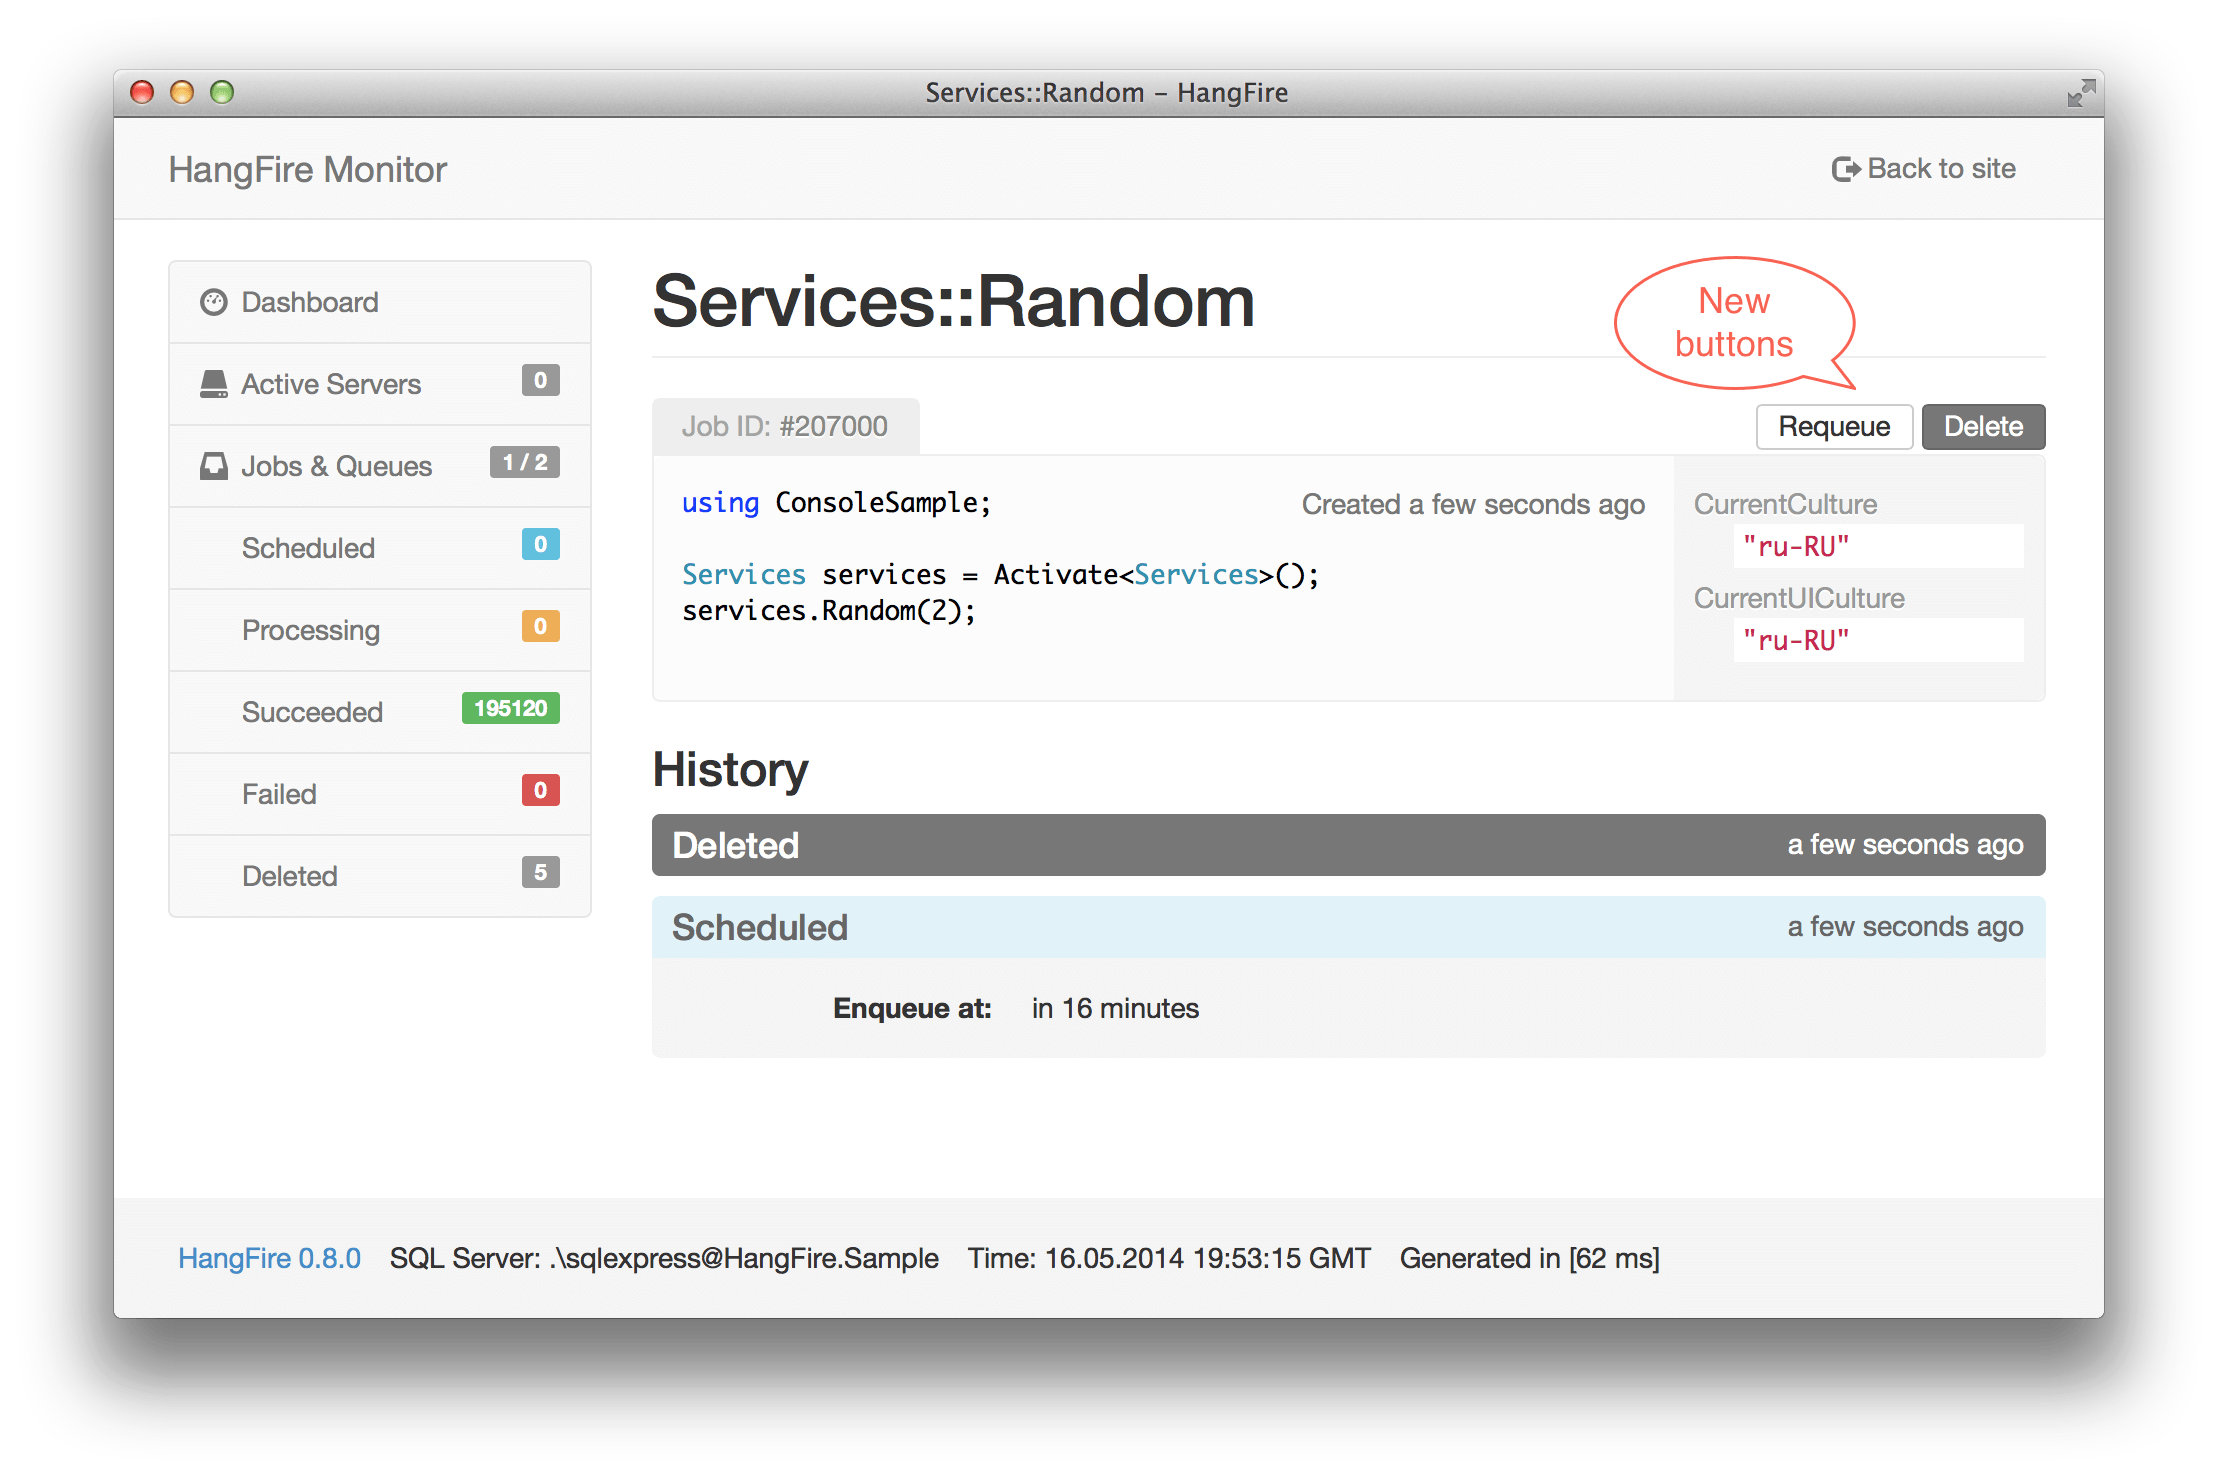 Services::Random – HangFire
HangFire Monitor
Back to site
Dashboard
Active Servers 0
Jobs & Queues 1 / 2
Scheduled 0
Processing 0
Succeeded 195120
Failed 0
Deleted 5
Services::Random
New
buttons
Job ID: #207000
Requeue Delete
using ConsoleSample;
Created a few seconds ago
Services services = Activate<Services>();
services.Random(2);
CurrentCulture
"ru-RU"
CurrentUICulture
"ru-RU"
History
Deleted a few seconds ago
Scheduled a few seconds ago
Enqueue at: in 16 minutes
HangFire 0.8.0 SQL Server: .\sqlexpress@HangFire.Sample Time: 16.05.2014 19:53:15 GMT Generated in [62 ms]